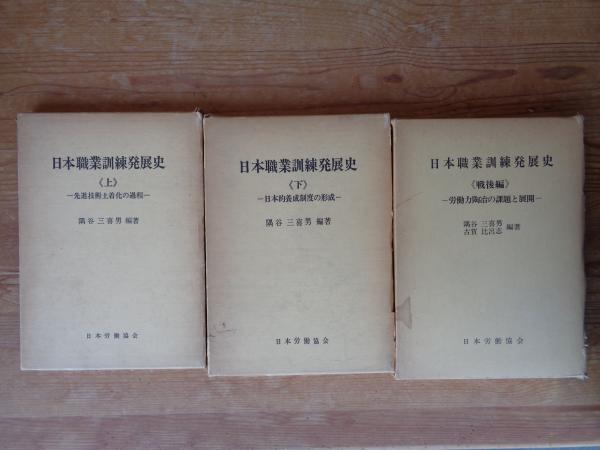 日本職業訓練発展史
《上》
―先進技術土着化の過程―
隅谷 三喜男 編著
日本労働協会
日本職業訓練発展史
《下》
―日本的養成制度の形成―
隅谷 三喜男 編著
日本労働協会
日本職業訓練発展史
《戦後編》
―労働力陶冶の課題と展開―
隅谷 三喜男
古賀 比呂志 編著
日本労働協会